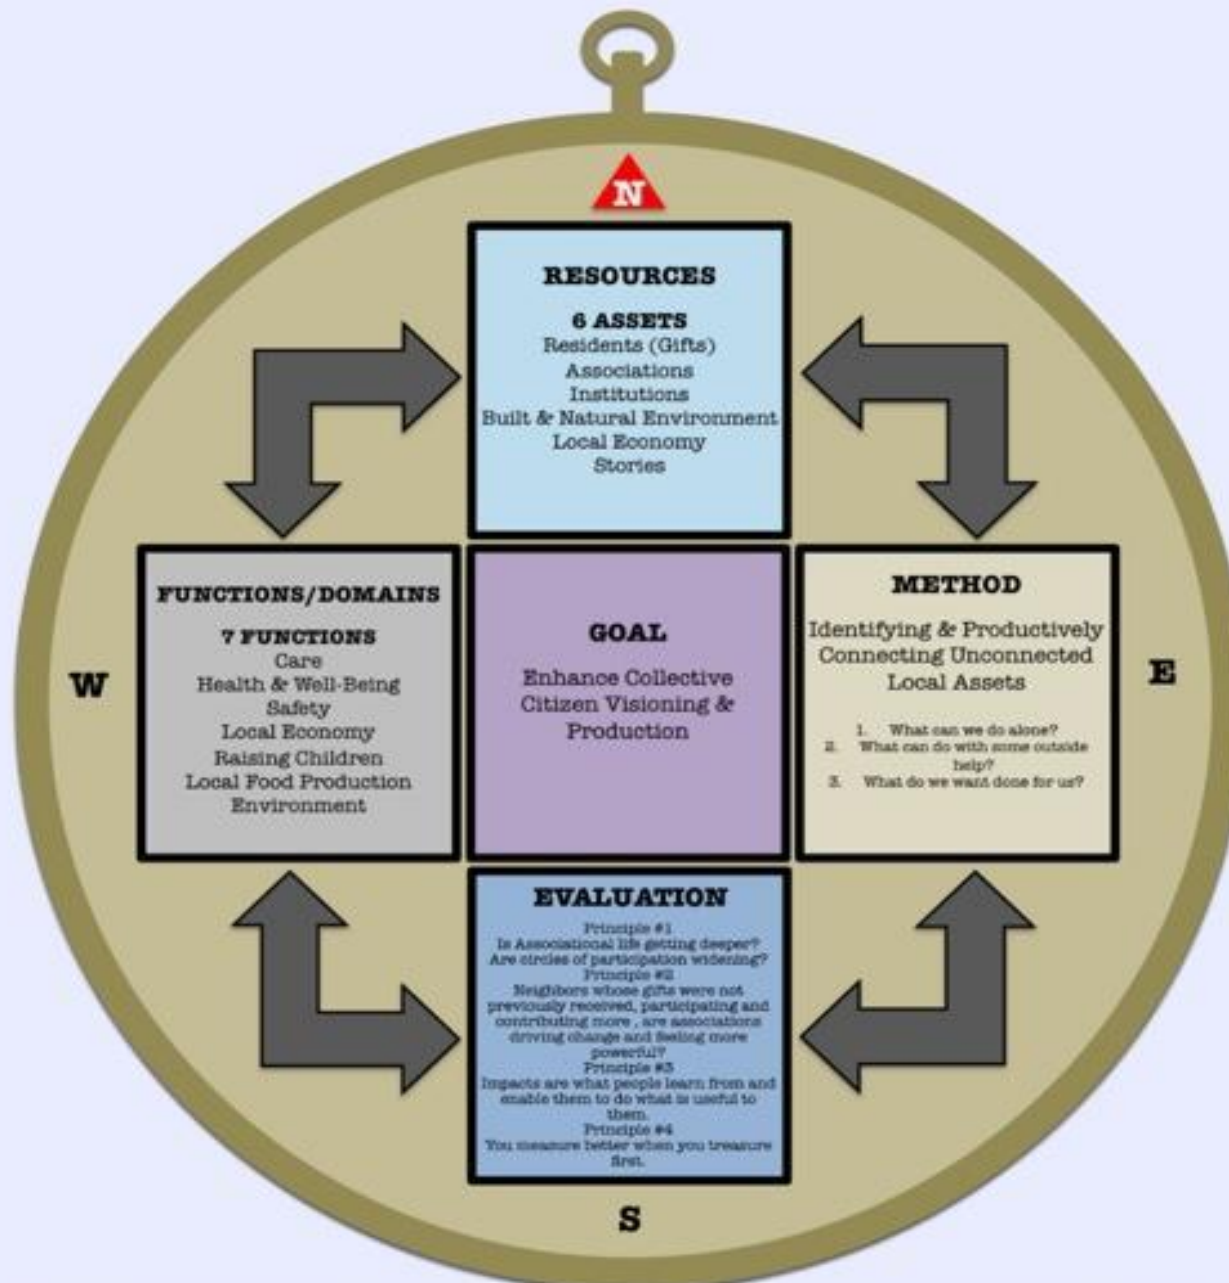 N
RESOURCES
6 ASSETS
Residents (Gifts)
Associations
Institutions
Built & Natural Environment
Local Economy
Stories
W
FUNCTIONS/DOMAINS
7 FUNCTIONS
Care
Health & Well-Being
Safety
Local Economy
Raising Children
Local Food Production
Environment
GOAL
Enhance Collective
Citizen Visioning &
Production
METHOD
Identifying & Productively
Connecting Unconnected
Local Assets
1. What can we do alone?
2. What can do with some outside
help?
3. What do we want done for us?
E
EVALUATION
Principle #1
Is Associational life getting deeper?
Are circles of participation widening?
Principle #2
Neighbors whose gifts were not
previously received, participating and
contributing more , are associations
driving change and feeling more
powerful?
Principle #3
Impacts are what people learn from and
enable them to do what is useful to
them.
Principle #4
You measure better when you treasure
first.
S